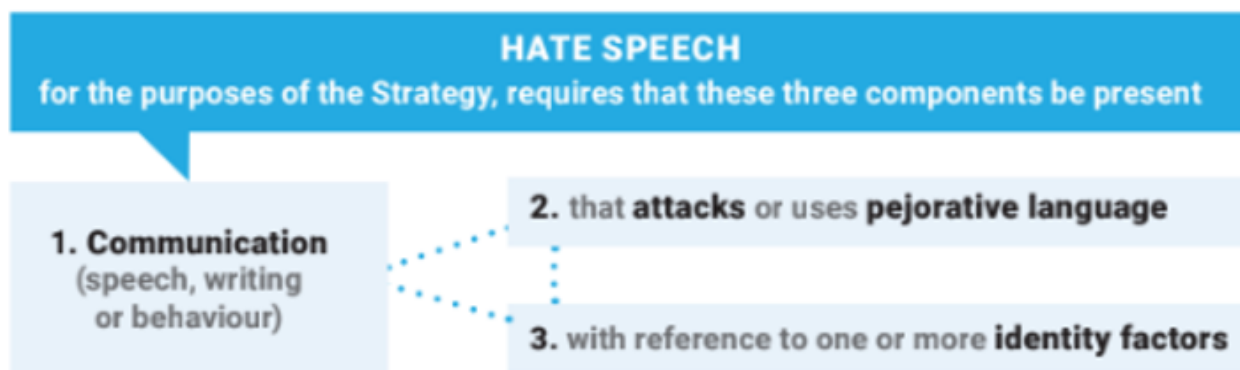 HATE SPEECH
for the purposes of the Strategy, requires that these three components be present
1. Communication
(speech, writing
or behaviour)
2. that attacks or uses pejorative language
3. with reference to one or more identity factors